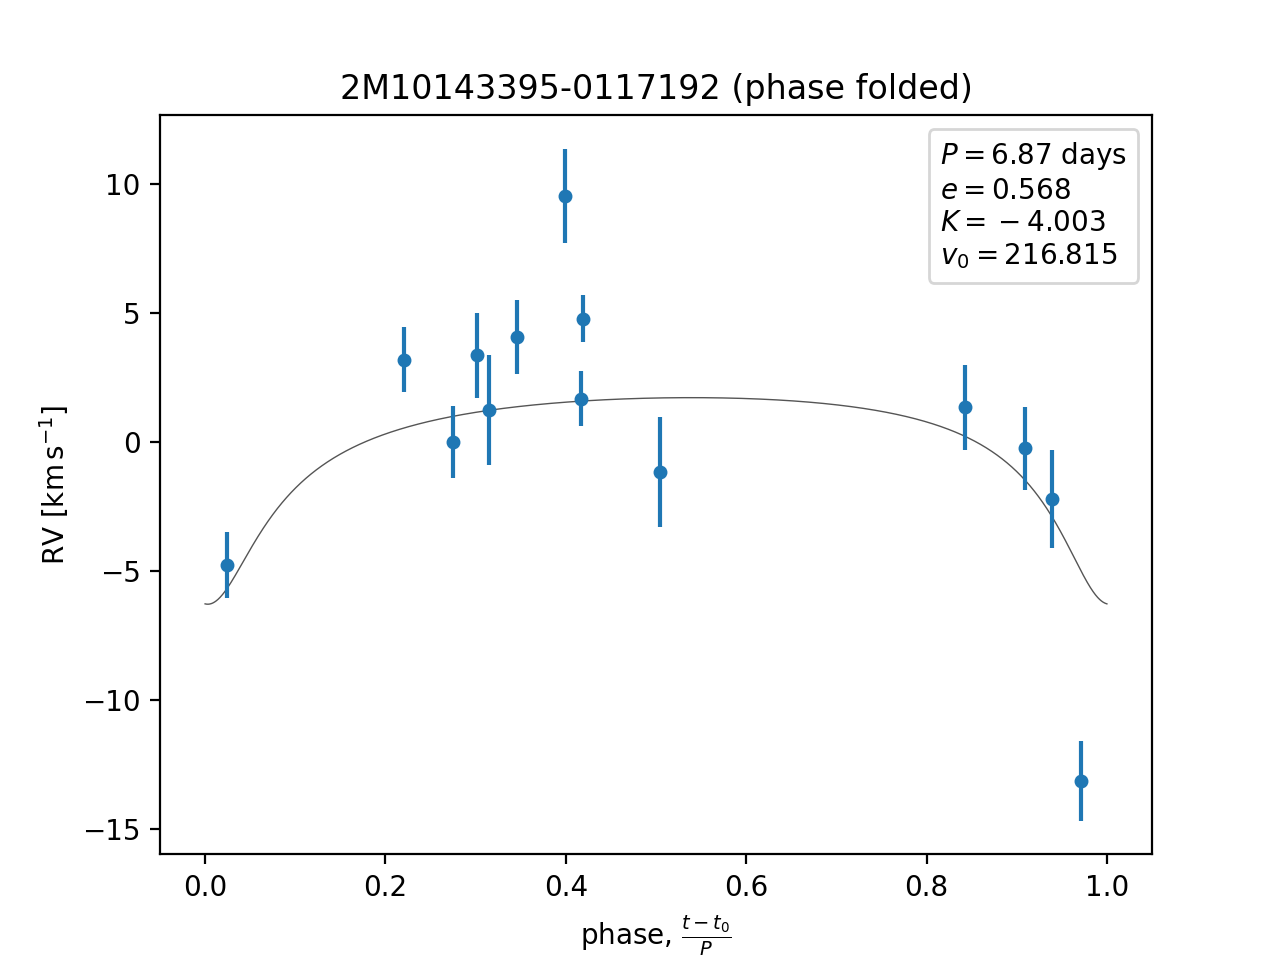 2M10143395-0117192 (phase folded)
P = 6.87 days
e = 0.568
K = −4.003
v₀ = 216.815
10
5
0
−5
−10
−15
RV [km s⁻¹]
0.0 0.2 0.4 0.6 0.8 1.0
phase, (t − t₀)/P